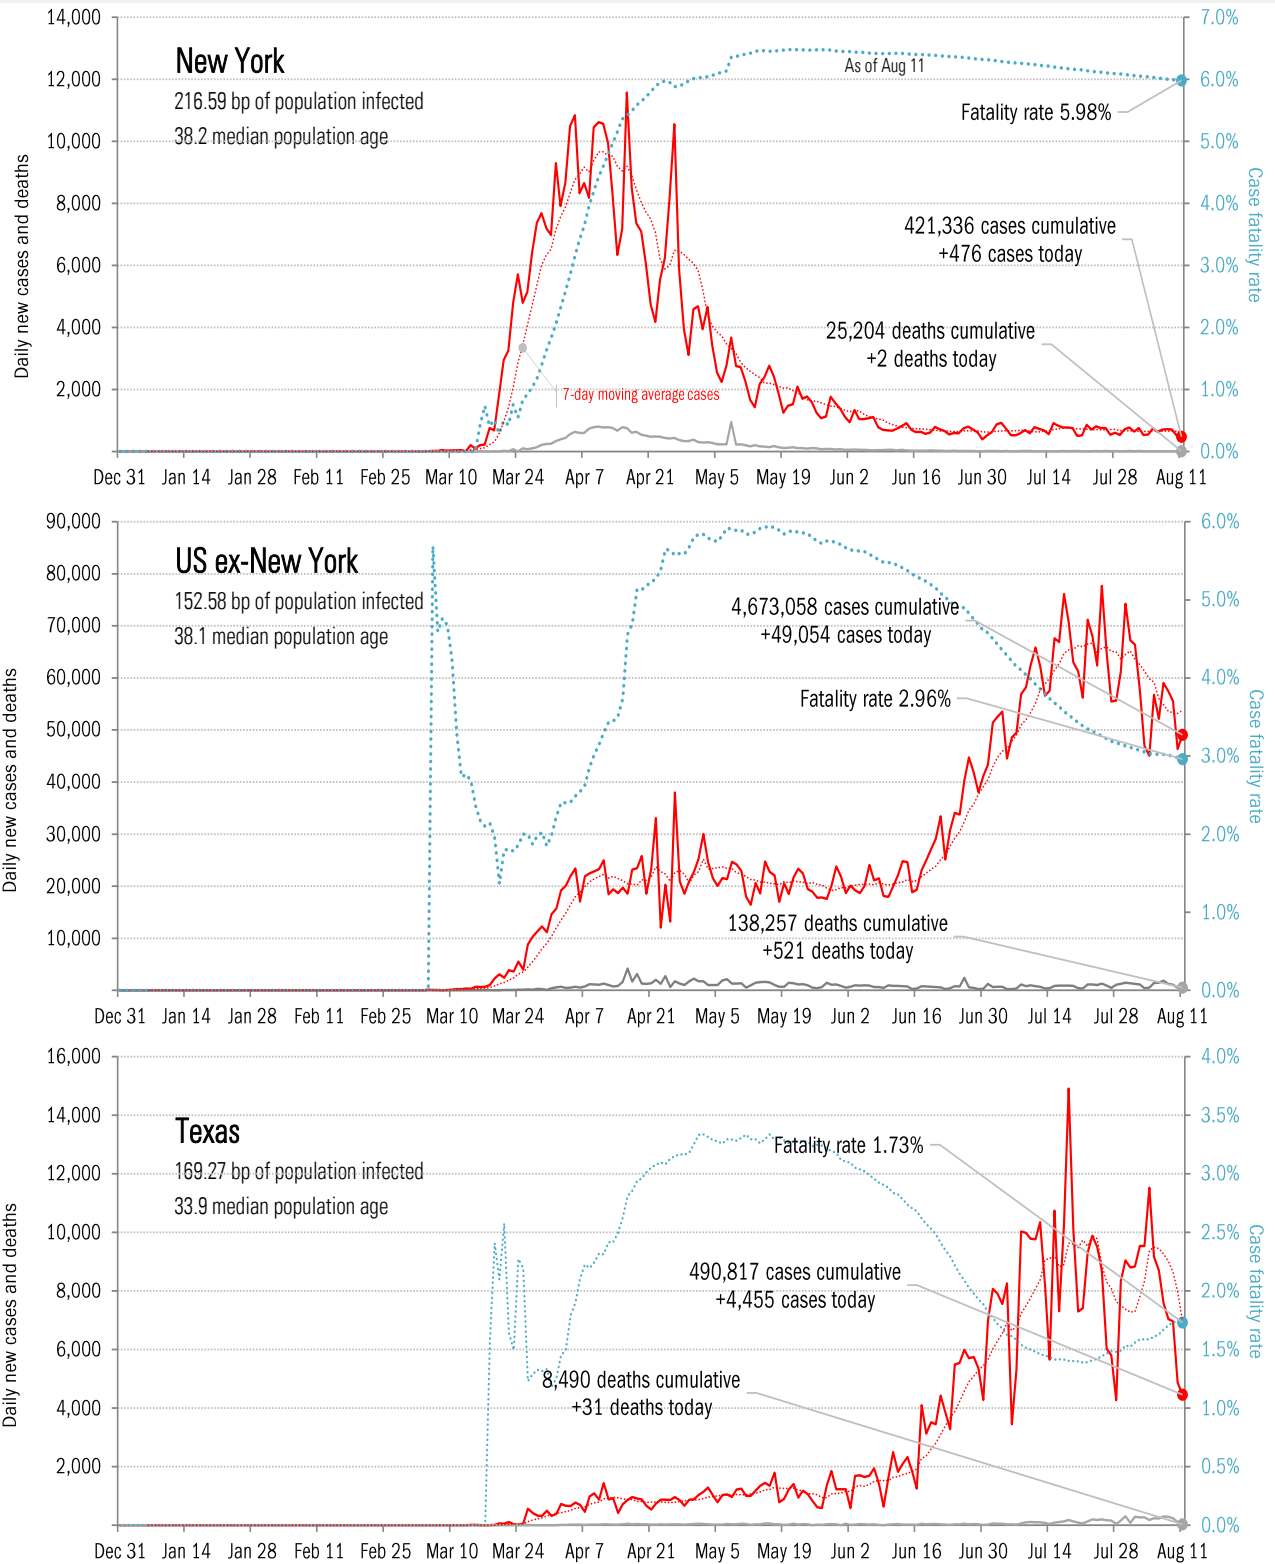 14,000
12,000
10,000
8,000
6,000
4,000
2,000
7.0%
6.0%
5.0%
4.0%
3.0%
2.0%
1.0%
0.0%
Daily new cases and deaths
Case fatality rate
New York
216.59 bp of population infected
38.2 median population age
As of Aug 11
Fatality rate 5.98%
421,336 cases cumulative
+476 cases today
25,204 deaths cumulative
+2 deaths today
7-day moving average cases
Dec 31 Jan 14 Jan 28 Feb 11 Feb 25 Mar 10 Mar 24 Apr 7 Apr 21 May 5 May 19 Jun 2 Jun 16 Jun 30 Jul 14 Jul 28 Aug 11
90,000
80,000
70,000
60,000
50,000
40,000
30,000
20,000
10,000
6.0%
5.0%
4.0%
3.0%
2.0%
1.0%
0.0%
Daily new cases and deaths
Case fatality rate
US ex-New York
152.58 bp of population infected
38.1 median population age
4,673,058 cases cumulative
+49,054 cases today
Fatality rate 2.96%
138,257 deaths cumulative
+521 deaths today
Dec 31 Jan 14 Jan 28 Feb 11 Feb 25 Mar 10 Mar 24 Apr 7 Apr 21 May 5 May 19 Jun 2 Jun 16 Jun 30 Jul 14 Jul 28 Aug 11
16,000
14,000
12,000
10,000
8,000
6,000
4,000
2,000
4.0%
3.5%
3.0%
2.5%
2.0%
1.5%
1.0%
0.5%
0.0%
Daily new cases and deaths
Case fatality rate
Texas
169.27 bp of population infected
33.9 median population age
Fatality rate 1.73%
490,817 cases cumulative
+4,455 cases today
8,490 deaths cumulative
+31 deaths today
Dec 31 Jan 14 Jan 28 Feb 11 Feb 25 Mar 10 Mar 24 Apr 7 Apr 21 May 5 May 19 Jun 2 Jun 16 Jun 30 Jul 14 Jul 28 Aug 11